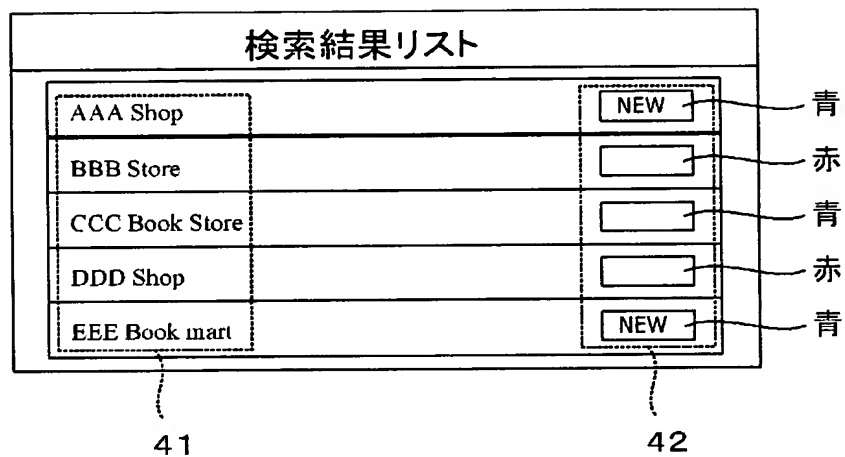 検索結果リスト
AAA Shop NEW 青
BBB Store 赤
CCC Book Store 青
DDD Shop 赤
EEE Book mart NEW 青
41 42